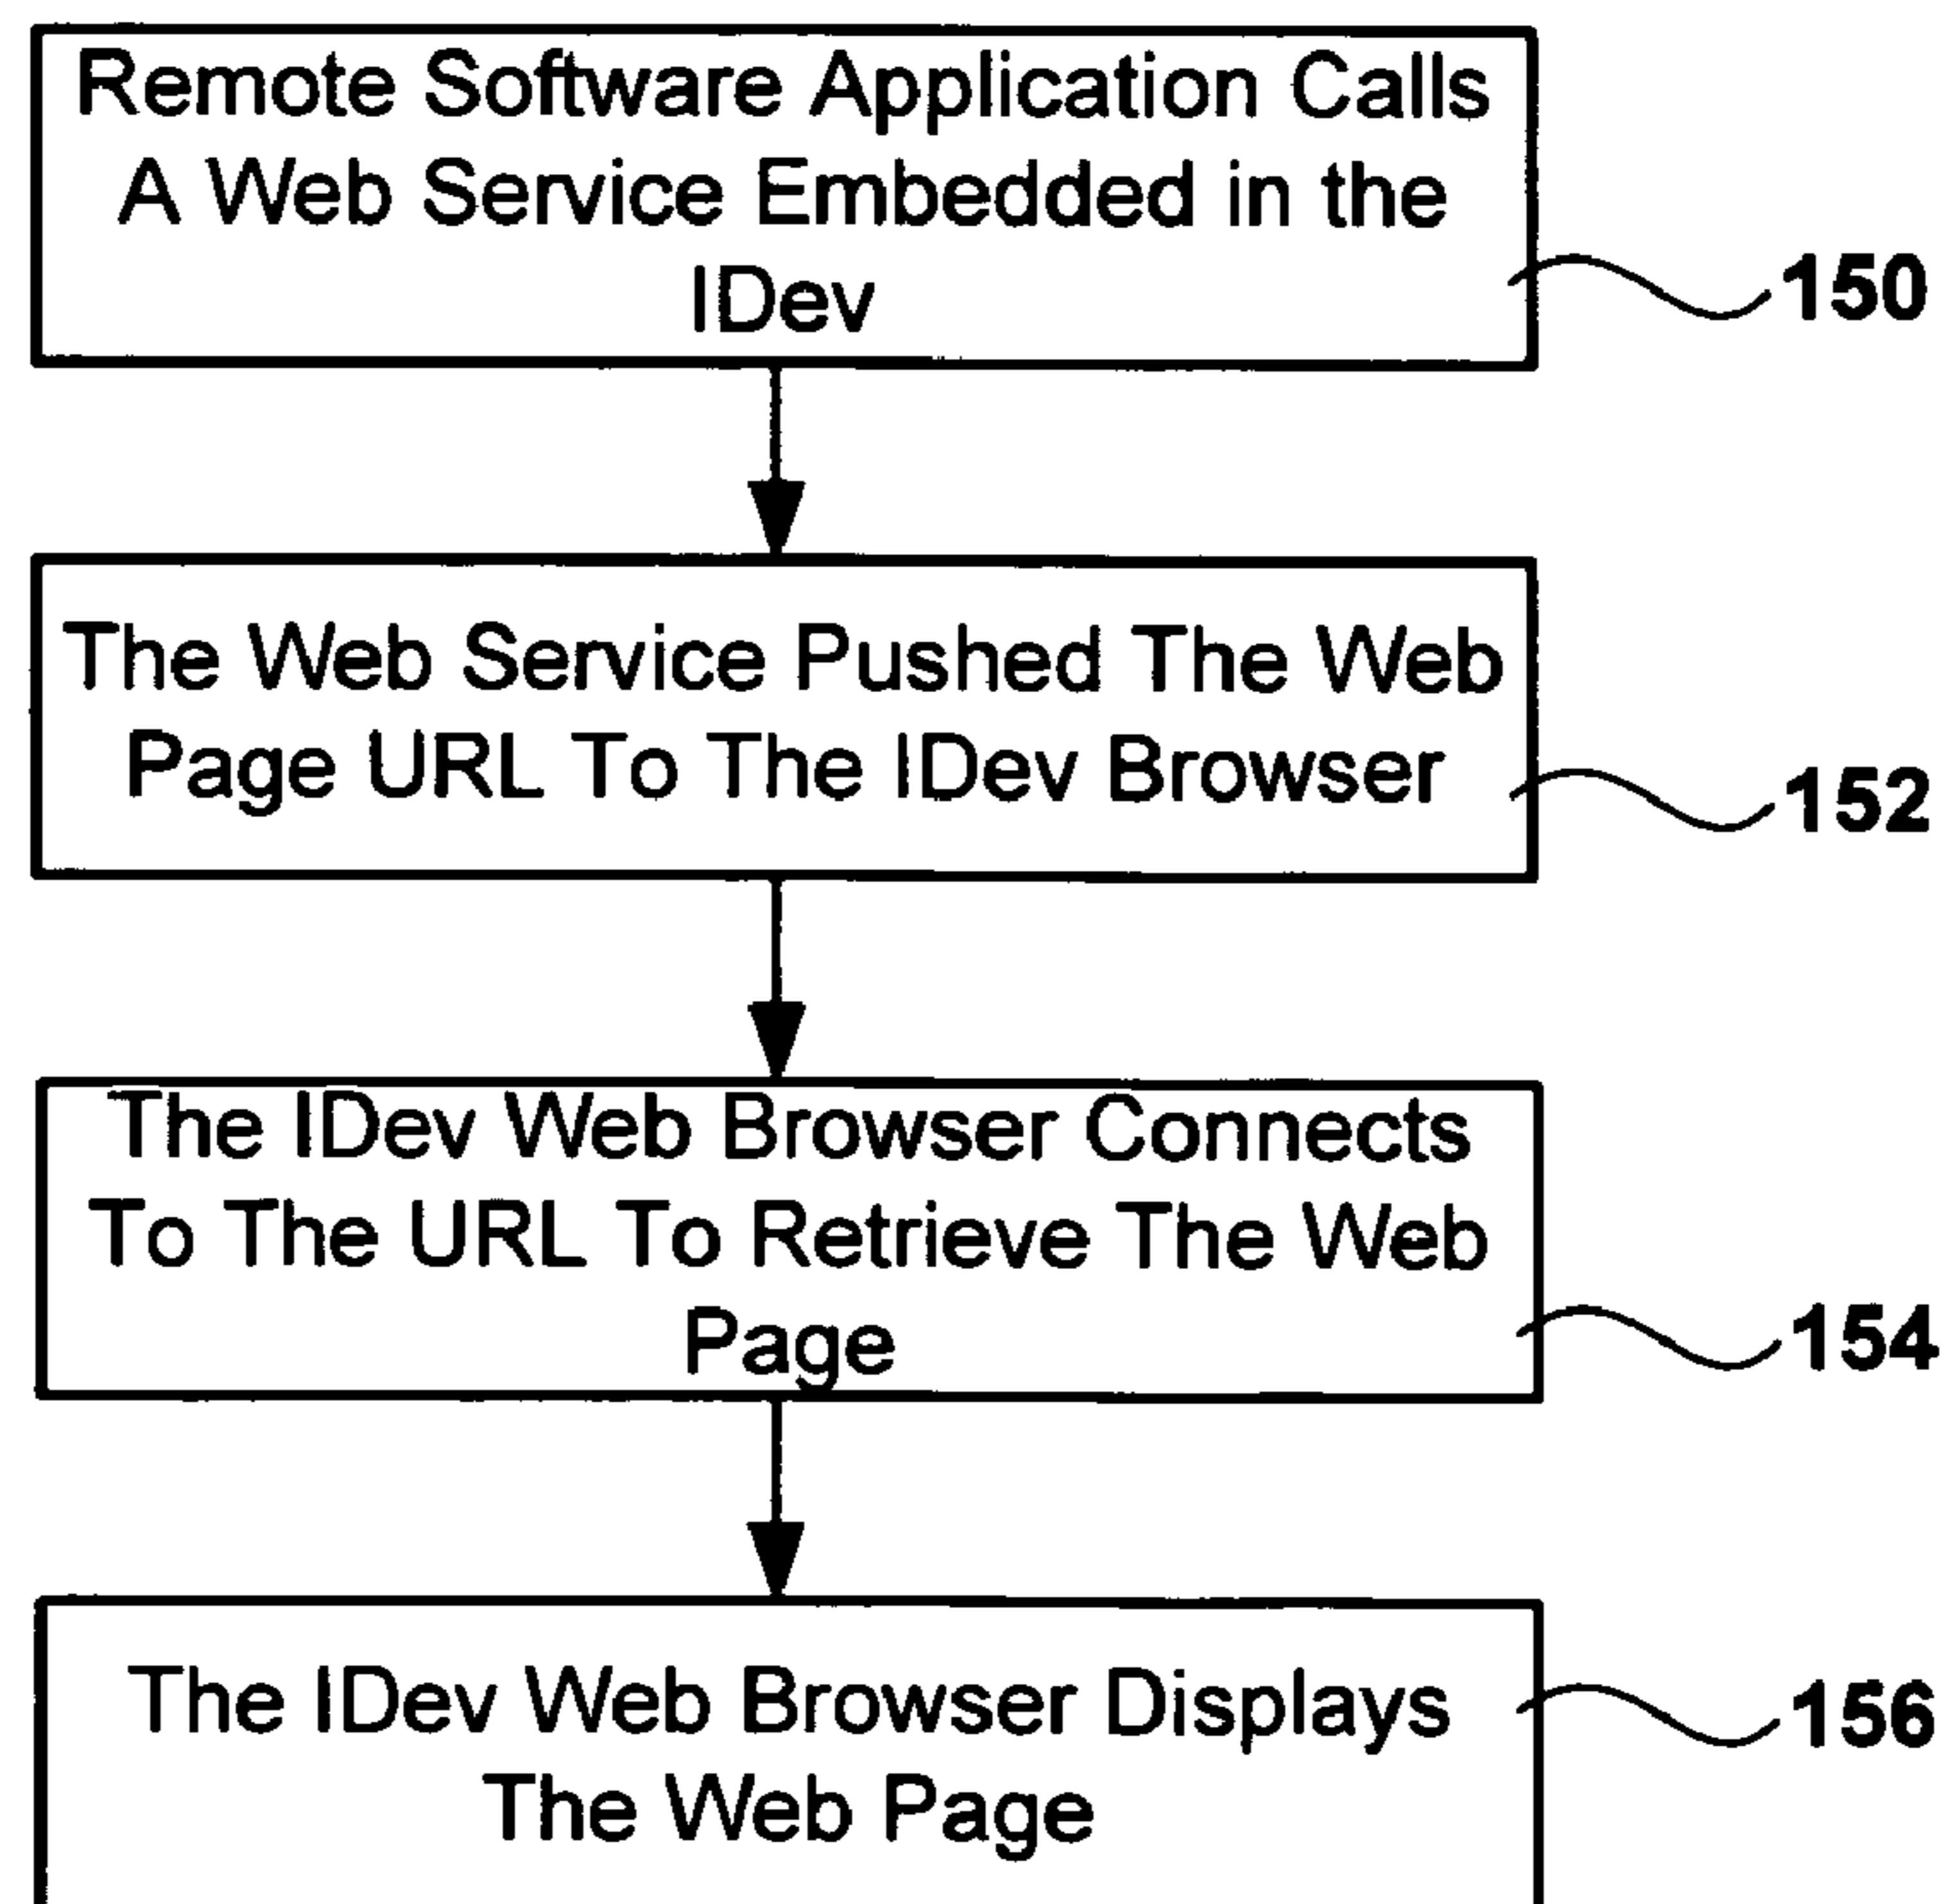 Remote Software Application Calls
A Web Service Embedded in the
IDev
150
The Web Service Pushed The Web
Page URL To The IDev Browser
152
The IDev Web Browser Connects
To The URL To Retrieve The Web
Page
154
The IDev Web Browser Displays
The Web Page
156